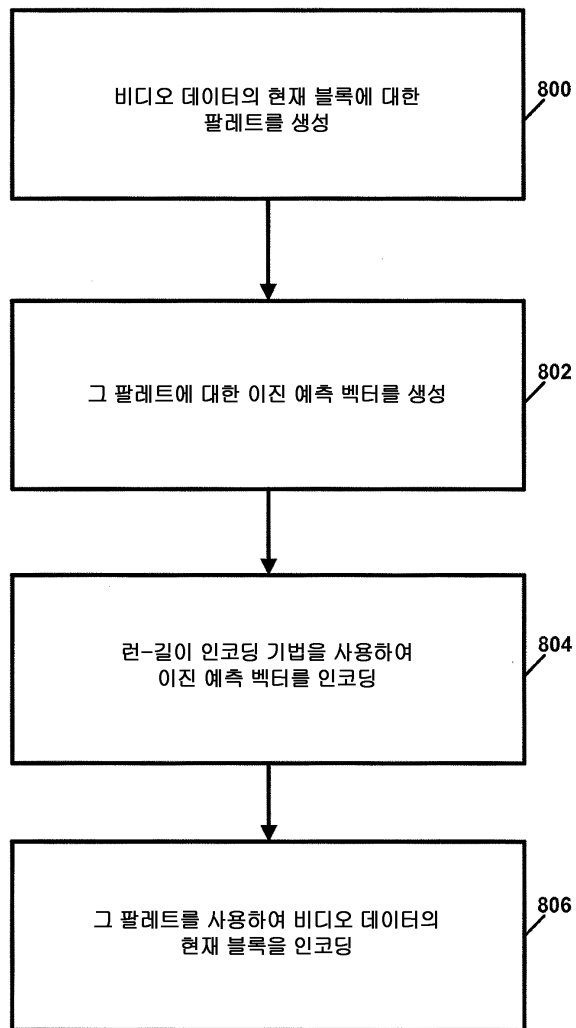 비디오 데이터의 현재 블록에 대한
팔레트를 생성
800
그 팔레트에 대한 이진 예측 벡터를 생성
802
런-길이 인코딩 기법을 사용하여
이진 예측 벡터를 인코딩
804
그 팔레트를 사용하여 비디오 데이터의
현재 블록을 인코딩
806